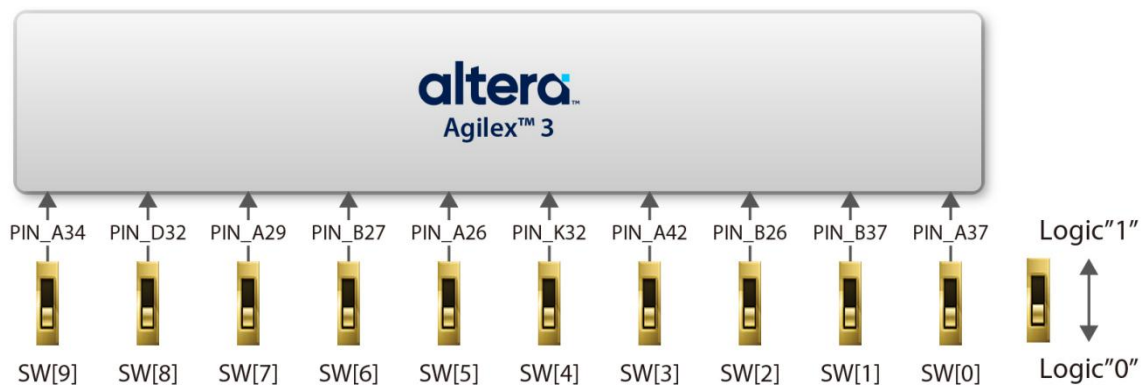 altera™
Agilex™ 3
PIN_A34 PIN_D32 PIN_A29 PIN_B27 PIN_A26 PIN_K32 PIN_A42 PIN_B26 PIN_B37 PIN_A37 Logic”1”
SW[9] SW[8] SW[7] SW[6] SW[5] SW[4] SW[3] SW[2] SW[1] SW[0] Logic”0”